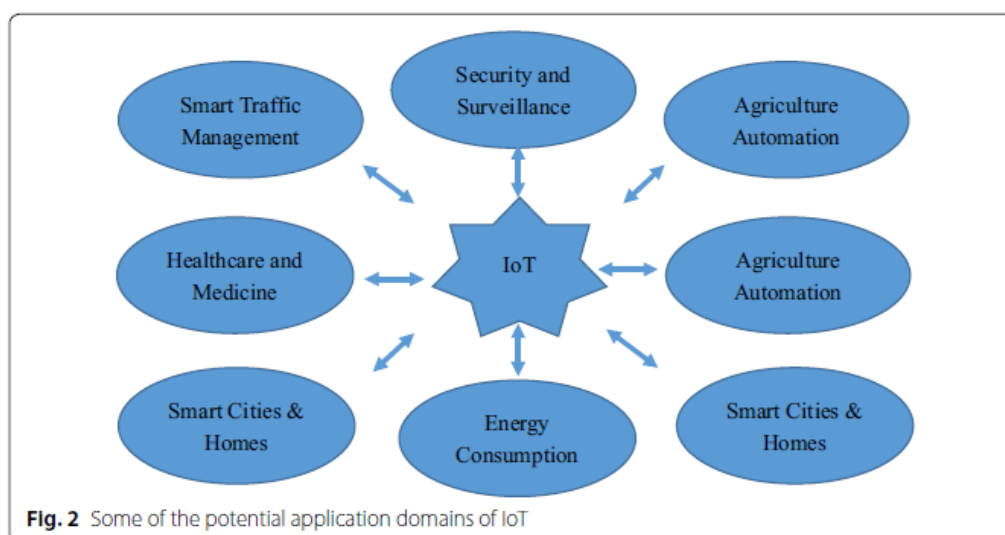 Security and
Surveillance
Smart Traffic
Management
Agriculture
Automation
Healthcare and
Medicine
IoT
Agriculture
Automation
Smart Cities &
Homes
Energy
Consumption
Smart Cities &
Homes
Fig. 2 Some of the potential application domains of IoT